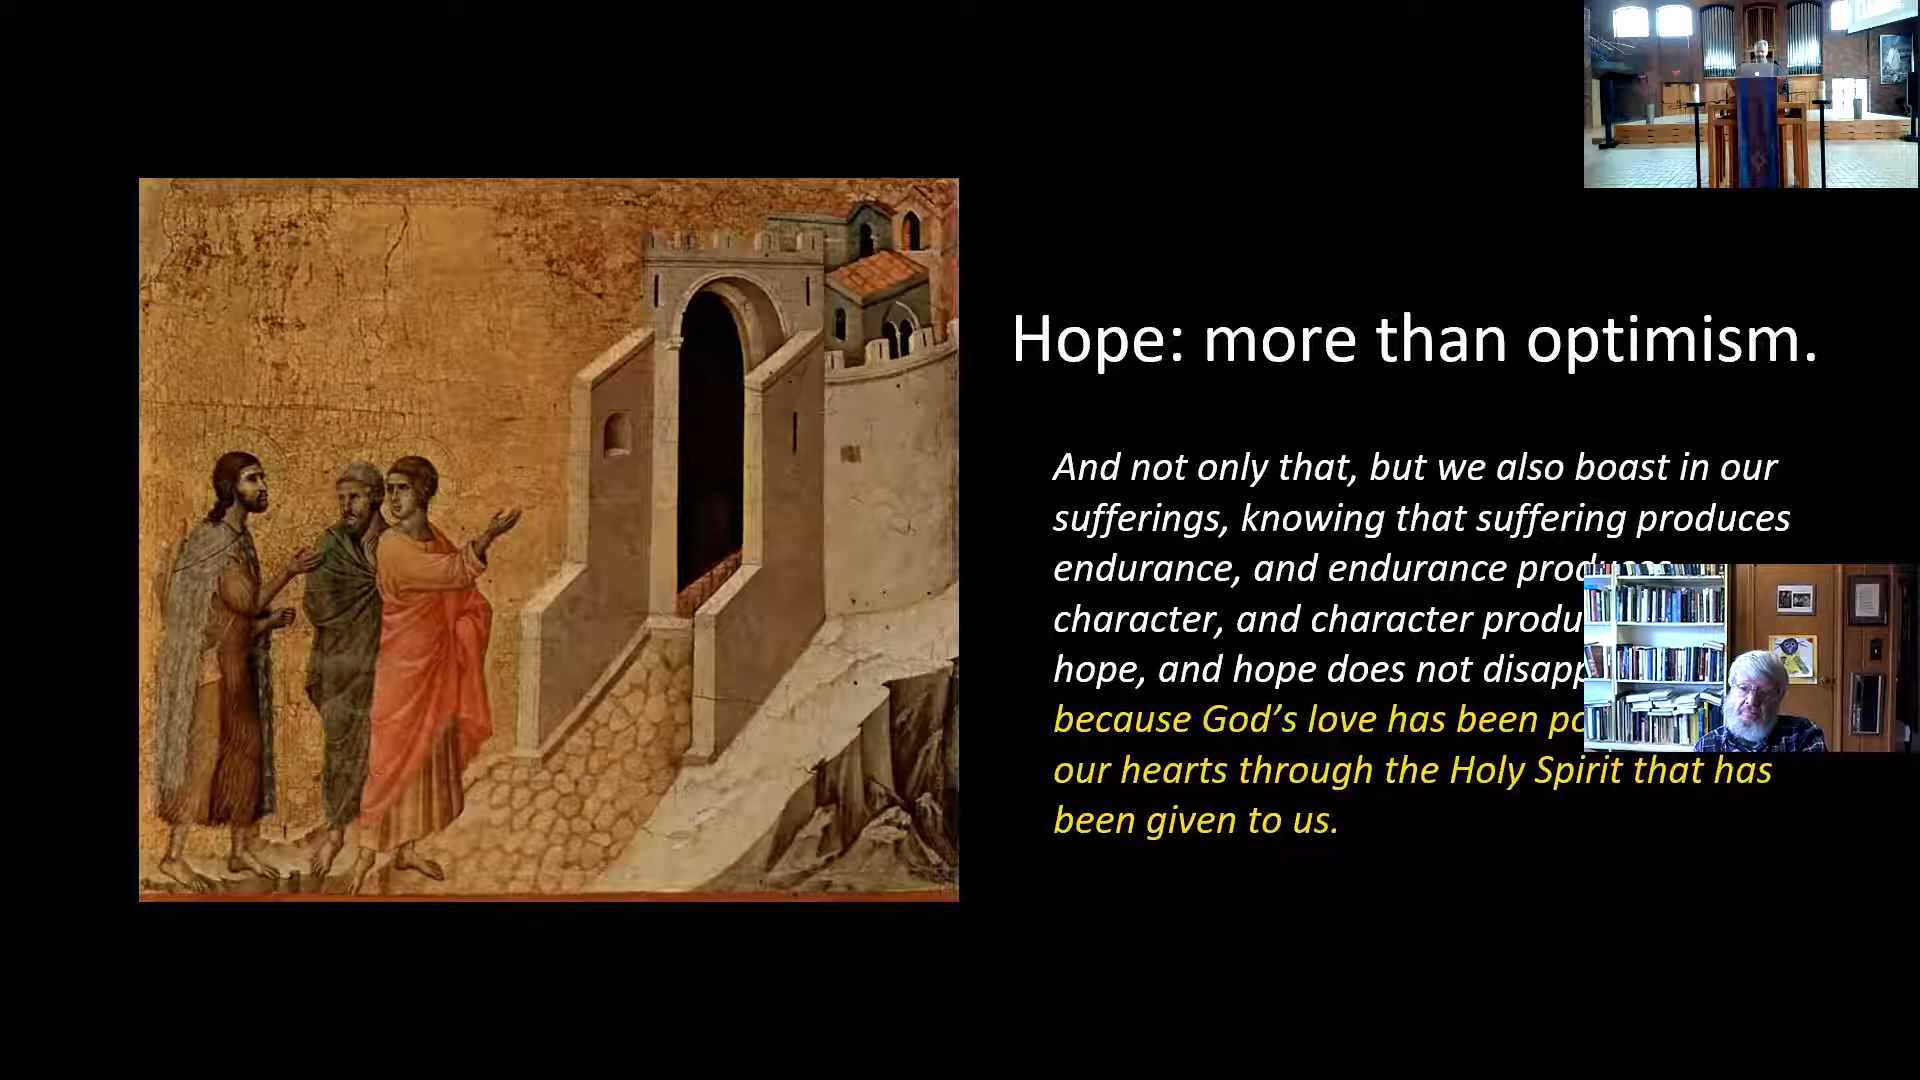 Hope: more than optimism.
And not only that, but we also boast in our
sufferings, knowing that suffering produces
endurance, and endurance
character, and character
hope, and hope does not
because God’s love has been
our hearts through the Holy Spirit that has
been given to us.